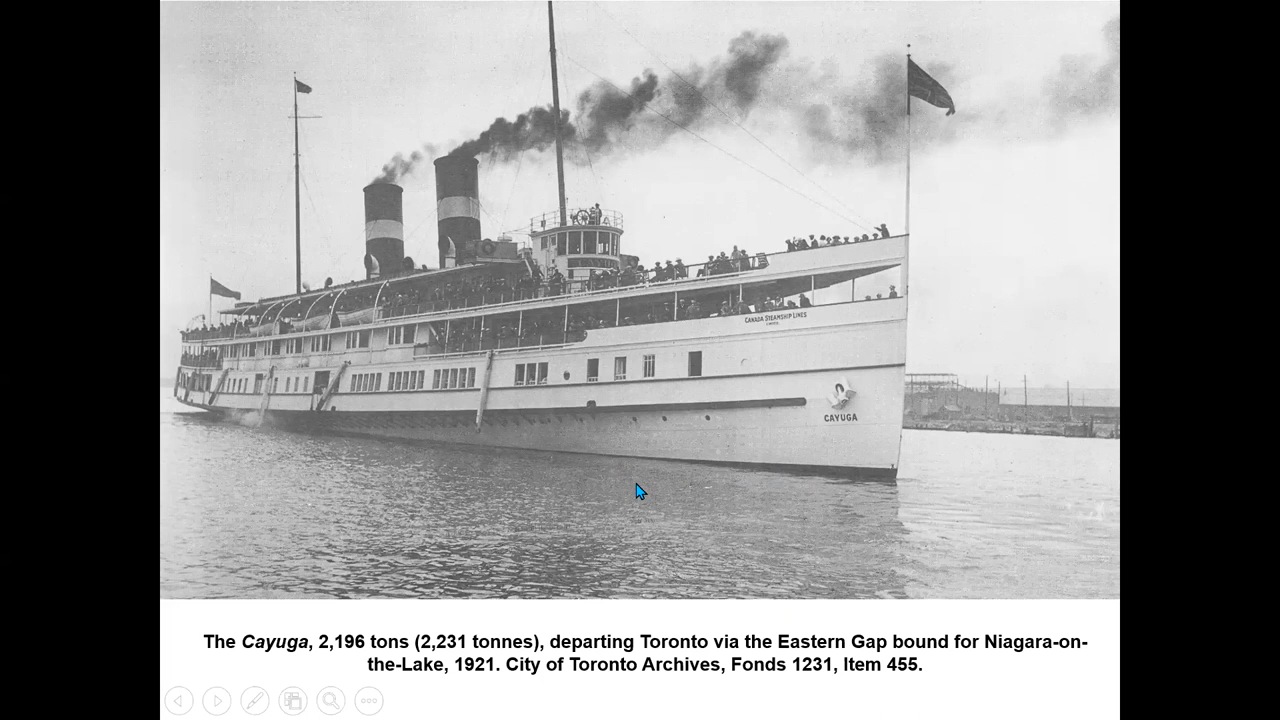 CANADA STEAMSHIP LINES
LIMITED
CAYUGA
The Cayuga, 2,196 tons (2,231 tonnes), departing Toronto via the Eastern Gap bound for Niagara-on-
the-Lake, 1921. City of Toronto Archives, Fonds 1231, Item 455.